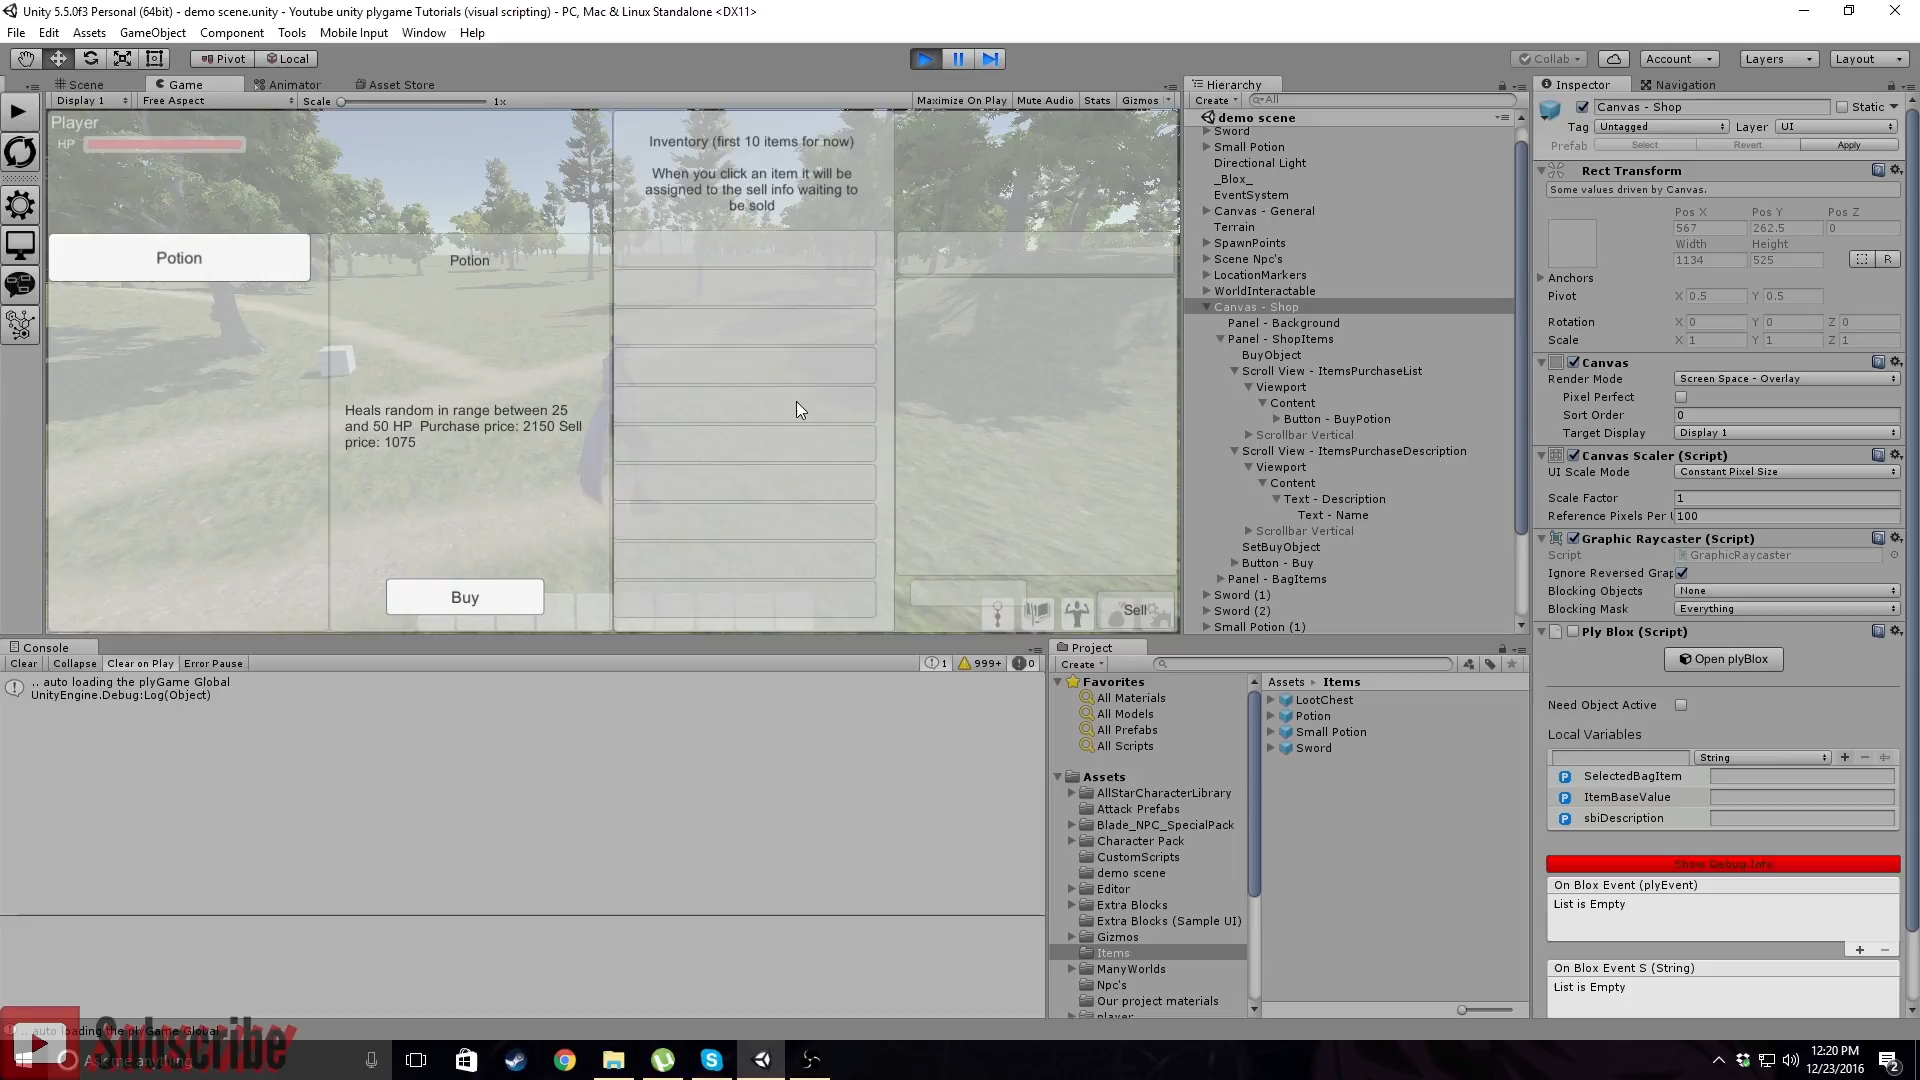 Unity 5.5.0f3 Personal (64bit) - demo scene.unity - Youtube unity plygame Tutorials (visual scripting) - PC, Mac & Linux Standalone <DX11>
File Edit Assets GameObject Component Tools Mobile Input Window Help
Pivot Local Collab Account Layers Layout
Scene Game Animator Asset Store
Display 1 Free Aspect Scale 1x Maximize On Play Mute Audio Stats Gizmos
Player
HP
Inventory (first 10 items for now)
When you click an item it will be
assigned to the sell info waiting to
be sold
Potion
Potion
Heals random in range between 25
and 50 HP Purchase price: 2150 Sell
price: 1075
Buy
Sell
Hierarchy
Create All
demo scene
Sword
Small Potion
Directional Light
_Blox_
EventSystem
Canvas - General
Terrain
SpawnPoints
Scene Npc's
LocationMarkers
WorldInteractable
Canvas - Shop
Panel - Background
Panel - ShopItems
BuyObject
Scroll View - ItemsPurchaseList
Viewport
Content
Button - BuyPotion
Scrollbar Vertical
Scroll View - ItemsPurchaseDescription
Viewport
Content
Text - Description
Text - Name
Scrollbar Vertical
SetBuyObject
Button - Buy
Panel - BagItems
Sword (1)
Sword (2)
Small Potion (1)
Inspector Navigation
Canvas - Shop Static
Tag Untagged Layer UI
Prefab Select Revert Apply
Rect Transform
Some values driven by Canvas.
Pos X Pos Y Pos Z
567 262.5 0
Width Height
1134 525 R
Anchors
Pivot X 0.5 Y 0.5
Rotation X 0 Y 0 Z 0
Scale X 1 Y 1 Z 1
Canvas
Render Mode Screen Space - Overlay
Pixel Perfect
Sort Order 0
Target Display Display 1
Canvas Scaler (Script)
UI Scale Mode Constant Pixel Size
Scale Factor 1
Reference Pixels Per 100
Graphic Raycaster (Script)
Script GraphicRaycaster
Ignore Reversed Grap
Blocking Objects None
Blocking Mask Everything
Ply Blox (Script)
Open plyBlox
Need Object Active
Local Variables
String
SelectedBagItem
ItemBaseValue
sbiDescription
Show Debug Info
On Blox Event (plyEvent)
List is Empty
On Blox Event S (String)
List is Empty
Console
Clear Collapse Clear on Play Error Pause 1 999+ 0
.. auto loading the plyGame Global
UnityEngine.Debug:Log(Object)
Project
Create
Favorites
All Materials
All Models
All Prefabs
All Scripts
Assets
AllStarCharacterLibrary
Attack Prefabs
Blade_NPC_SpecialPack
Character Pack
CustomScripts
demo scene
Editor
Extra Blocks
Extra Blocks (Sample UI)
Gizmos
Items
ManyWorlds
Npc's
Our project materials
player
Assets Items
LootChest
Potion
Small Potion
Sword
.. auto loading the plyGame Global
Subscribe
Ask me anything
12:20 PM
12/23/2016
2